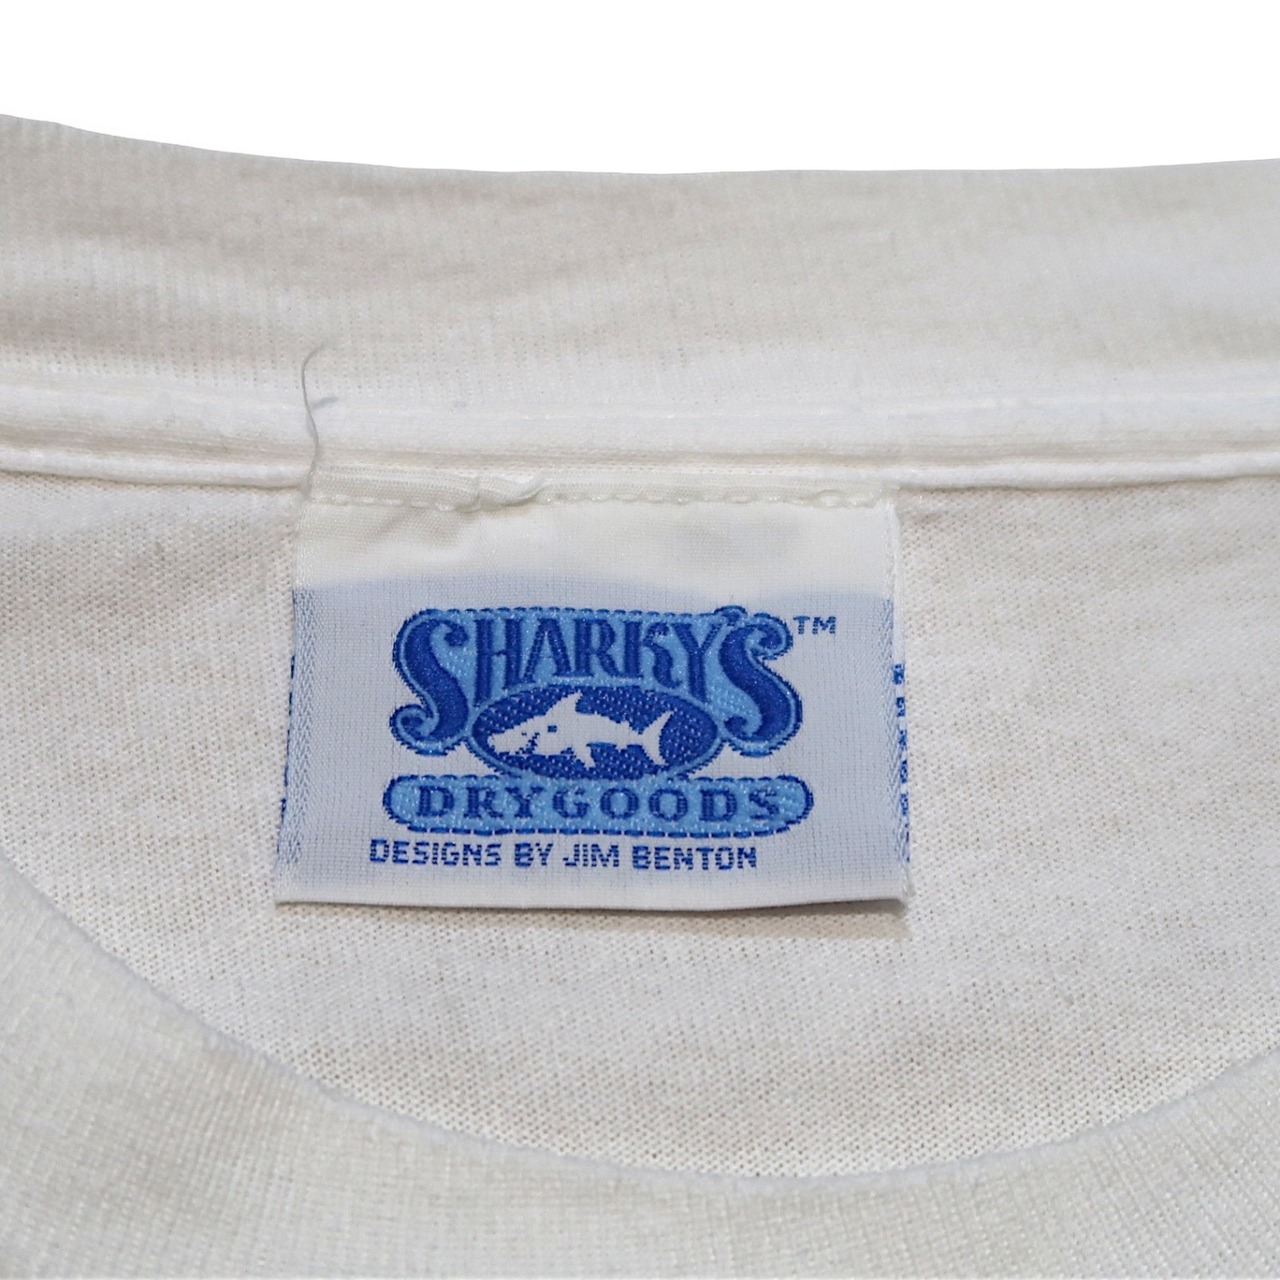 SHARKY'S™
DRYGOODS
DESIGNS BY JIM BENTON